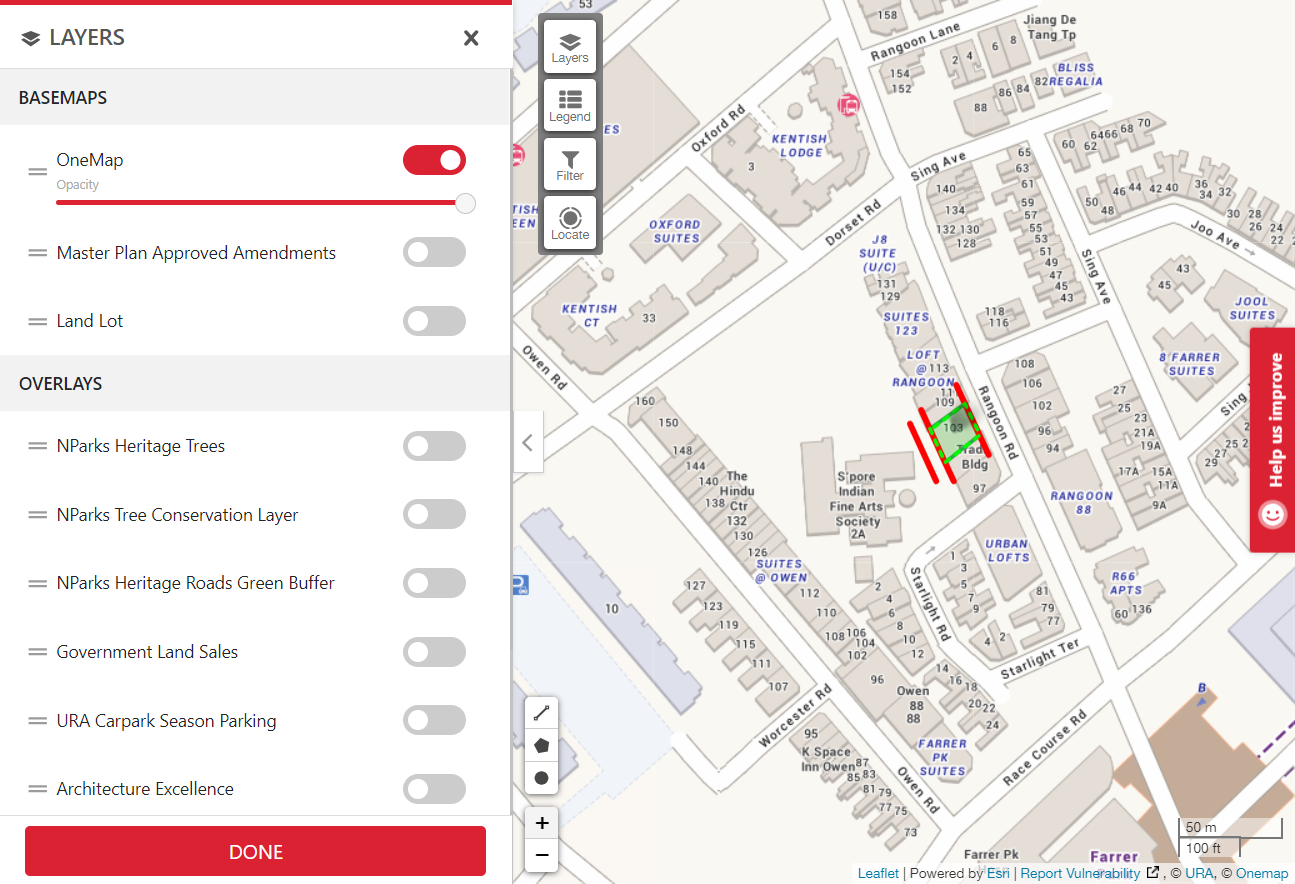 LAYERS
BASEMAPS
OneMap
Opacity
Master Plan Approved Amendments
Land Lot
OVERLAYS
NParks Heritage Trees
NParks Tree Conservation Layer
NParks Heritage Roads Green Buffer
Government Land Sales
URA Carpark Season Parking
Architecture Excellence
DONE
Layers
Legend
Filter
Locate
53
158
Rangoon Lane
Jiang De
Tang Tp
2 4
6
8
154
152
82
BLISS
REGALIA
86 84
88
ES
Oxford Rd
KENTISH
LODGE
3
Sing Ave
60
62
64 66 68 70
65
63
61
59
57
55
53
51
49
47
45
43
140
134
132 130
128
50
48
46 44 42 40
36
34
32
30 28
26
24
22
Joo Ave
Sing Ave
OXFORD
SUITES
Dorset Rd
J8
SUITE
(U/C)
131
129
SUITES
123
LOFT
@ 113
RANGOON
109
103
Bldg
97
118
116
43
45
JOOL
SUITES
8 FARRER
SUITES
KENTISH
CT
33
Owen Rd
Rangoon Rd
108
106
102
96
94
27
25
23
21A
19A
17A
15A
11A
9A
25
27
29
RANGOON
88
160
150
148
144
140
138
132
130
126
The
Hindu
Ctr
S'pore
Indian
Fine Arts
Society
2A
SUITES
@ OWEN
112
110
108 106
104
102
96
URBAN
LOFTS
1
3
5
7
9
2
4
6
8
10
12
14
16 18
20 22
24
4 2
81
79
77
R66
APTS
60 136
Starlight Rd
Starlight Ter
10
127
123
119
115
111
107
Worcester Rd
Owen
88
88
FARRER
PK
SUITES
Race Course Rd
95
K Space
Inn Owen
87
85 83
81
79
77 75
73
Owen Rd
B
Farrer Pk
Farrer
Help us improve
+
−
50 m
100 ft
Leaflet | Powered by Esri | Report Vulnerability , © URA, © Onemap